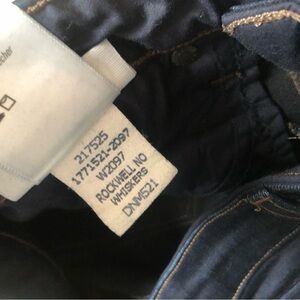 217525
1771521-2097
W2097
ROCKWELL NO
WHISKERS
DNM521